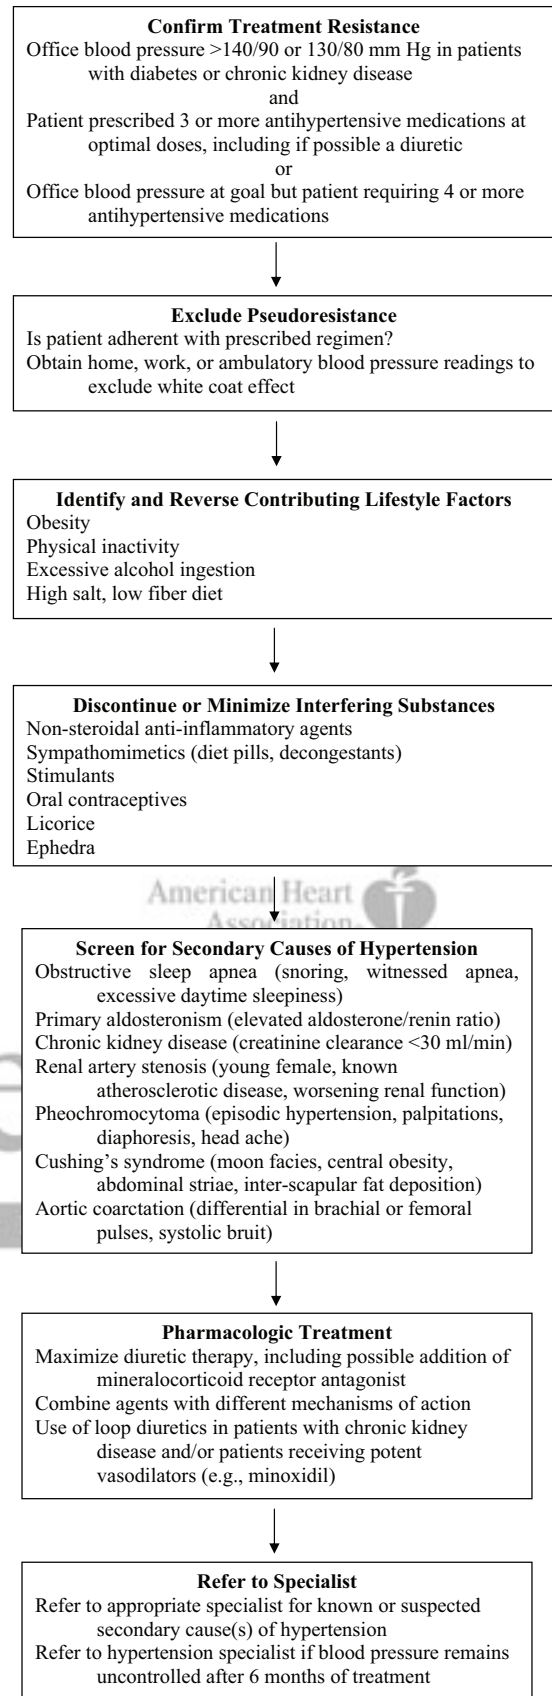 Confirm Treatment Resistance
Office blood pressure >140/90 or 130/80 mm Hg in patients
with diabetes or chronic kidney disease
and
Patient prescribed 3 or more antihypertensive medications at
optimal doses, including if possible a diuretic
or
Office blood pressure at goal but patient requiring 4 or more
antihypertensive medications
Exclude Pseudoresistance
Is patient adherent with prescribed regimen?
Obtain home, work, or ambulatory blood pressure readings to
exclude white coat effect
Identify and Reverse Contributing Lifestyle Factors
Obesity
Physical inactivity
Excessive alcohol ingestion
High salt, low fiber diet
Discontinue or Minimize Interfering Substances
Non-steroidal anti-inflammatory agents
Sympathomimetics (diet pills, decongestants)
Stimulants
Oral contraceptives
Licorice
Ephedra
American Heart
Association
Screen for Secondary Causes of Hypertension
Obstructive sleep apnea (snoring, witnessed apnea,
excessive daytime sleepiness)
Primary aldosteronism (elevated aldosterone/renin ratio)
Chronic kidney disease (creatinine clearance <30 ml/min)
Renal artery stenosis (young female, known
atherosclerotic disease, worsening renal function)
Pheochromocytoma (episodic hypertension, palpitations,
diaphoresis, head ache)
Cushing's syndrome (moon facies, central obesity,
abdominal striae, inter-scapular fat deposition)
Aortic coarctation (differential in brachial or femoral
pulses, systolic bruit)
Pharmacologic Treatment
Maximize diuretic therapy, including possible addition of
mineralocorticoid receptor antagonist
Combine agents with different mechanisms of action
Use of loop diuretics in patients with chronic kidney
disease and/or patients receiving potent
vasodilators (e.g., minoxidil)
Refer to Specialist
Refer to appropriate specialist for known or suspected
secondary cause(s) of hypertension
Refer to hypertension specialist if blood pressure remains
uncontrolled after 6 months of treatment